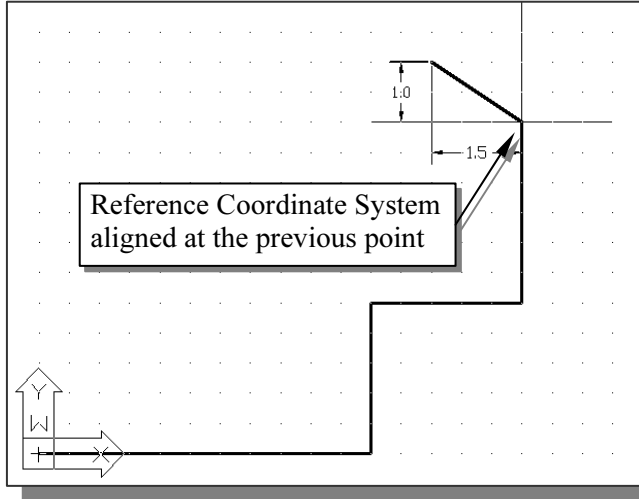 1:0
1.5
Reference Coordinate System
aligned at the previous point
Y
W
X